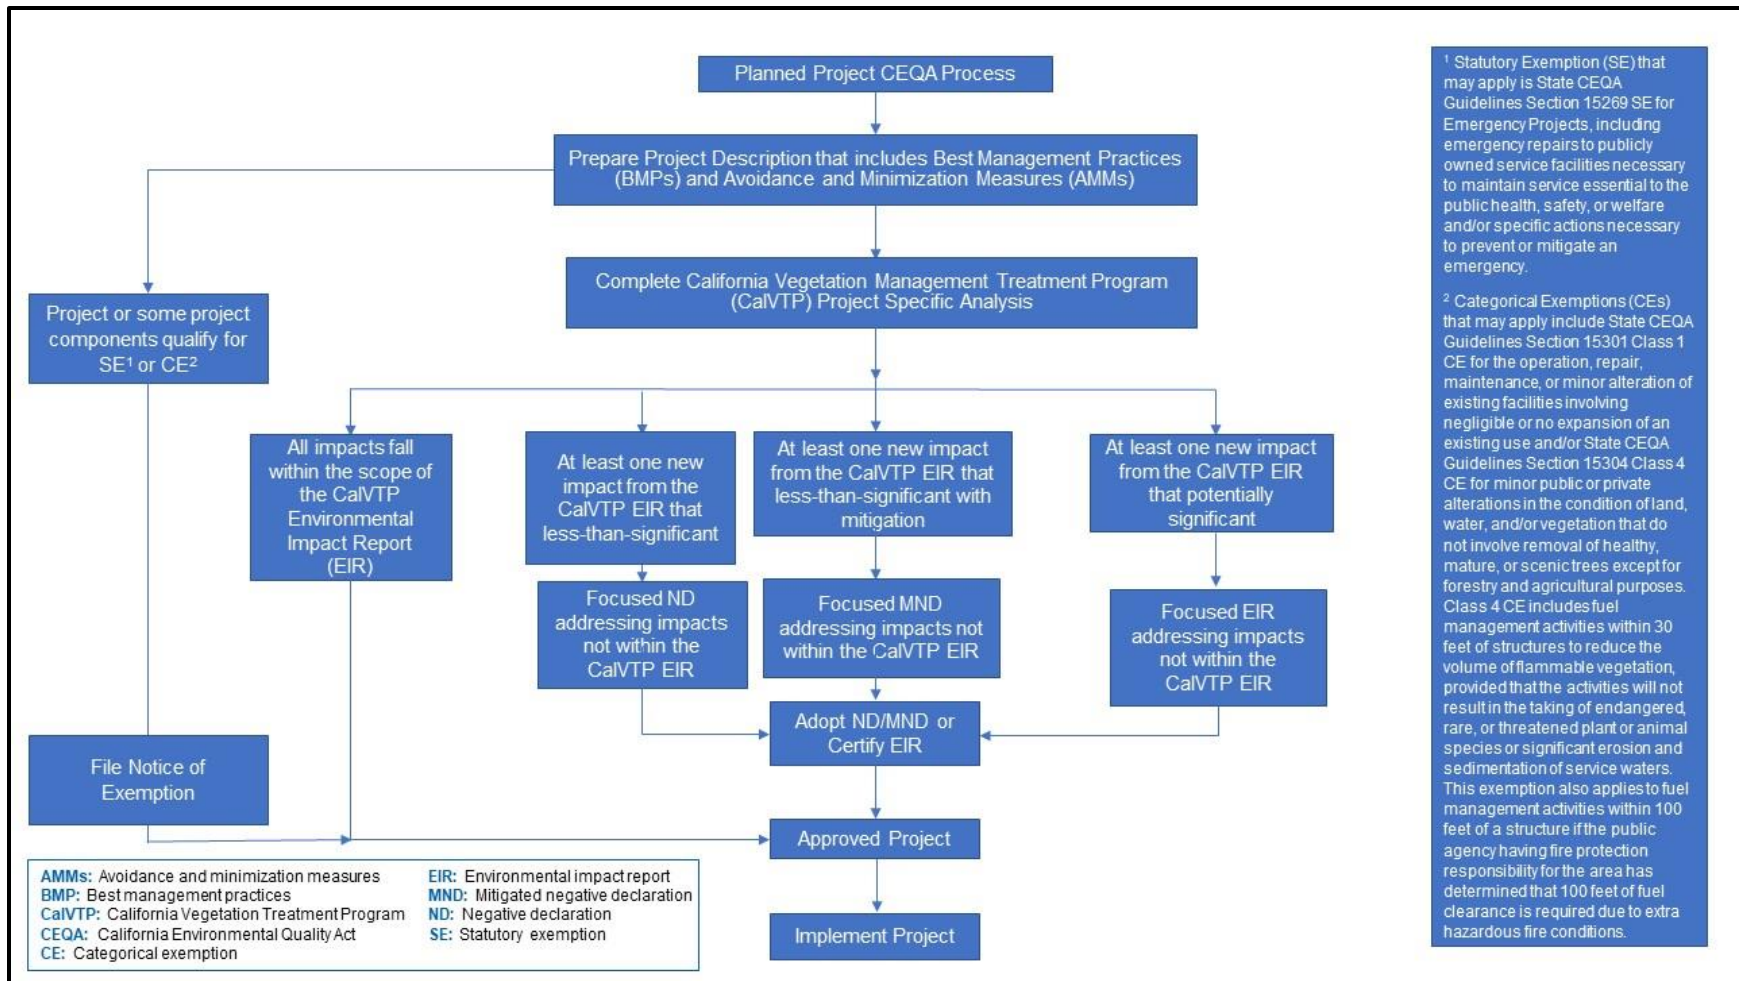 Planned Project CEQA Process
Prepare Project Description that includes Best Management Practices
(BMPs) and Avoidance and Minimization Measures (AMMs)
Complete California Vegetation Management Treatment Program
(CalVTP) Project Specific Analysis
Project or some project
components qualify for
SE¹ or CE²
All impacts fall
within the scope of
the CalVTP
Environmental
Impact Report
(EIR)
At least one new
impact from the
CalVTP EIR that
less-than-significant
At least one new impact
from the CalVTP EIR that
less-than-significant with
mitigation
At least one new impact
from the CalVTP EIR
that potentially
significant
Focused ND
addressing impacts
not within the
CalVTP EIR
Focused MND
addressing impacts not
within the CalVTP EIR
Focused EIR
addressing impacts
not within the
CalVTP EIR
Adopt ND/MND or
Certify EIR
File Notice of
Exemption
Approved Project
Implement Project
AMMs: Avoidance and minimization measures
BMP: Best management practices
CalVTP: California Vegetation Treatment Program
CEQA: California Environmental Quality Act
CE: Categorical exemption
EIR: Environmental impact report
MND: Mitigated negative declaration
ND: Negative declaration
SE: Statutory exemption
¹ Statutory Exemption (SE) that
may apply is State CEQA
Guidelines Section 15269 SE for
Emergency Projects, including
emergency repairs to publicly
owned service facilities necessary
to maintain service essential to the
public health, safety, or welfare
and/or specific actions necessary
to prevent or mitigate an
emergency.
² Categorical Exemptions (CEs)
that may apply include State CEQA
Guidelines Section 15301 Class 1
CE for the operation, repair,
maintenance, or minor alteration of
existing facilities involving
negligible or no expansion of an
existing use and/or State CEQA
Guidelines Section 15304 Class 4
CE for minor public or private
alterations in the condition of land,
water, and/or vegetation that do
not involve removal of healthy,
mature, or scenic trees except for
forestry and agricultural purposes.
Class 4 CE includes fuel
management activities within 30
feet of structures to reduce the
volume of flammable vegetation,
provided that the activities will not
result in the taking of endangered,
rare, or threatened plant or animal
species or significant erosion and
sedimentation of service waters.
This exemption also applies to fuel
management activities within 100
feet of a structure if the public
agency having fire protection
responsibility for the area has
determined that 100 feet of fuel
clearance is required due to extra
hazardous fire conditions.